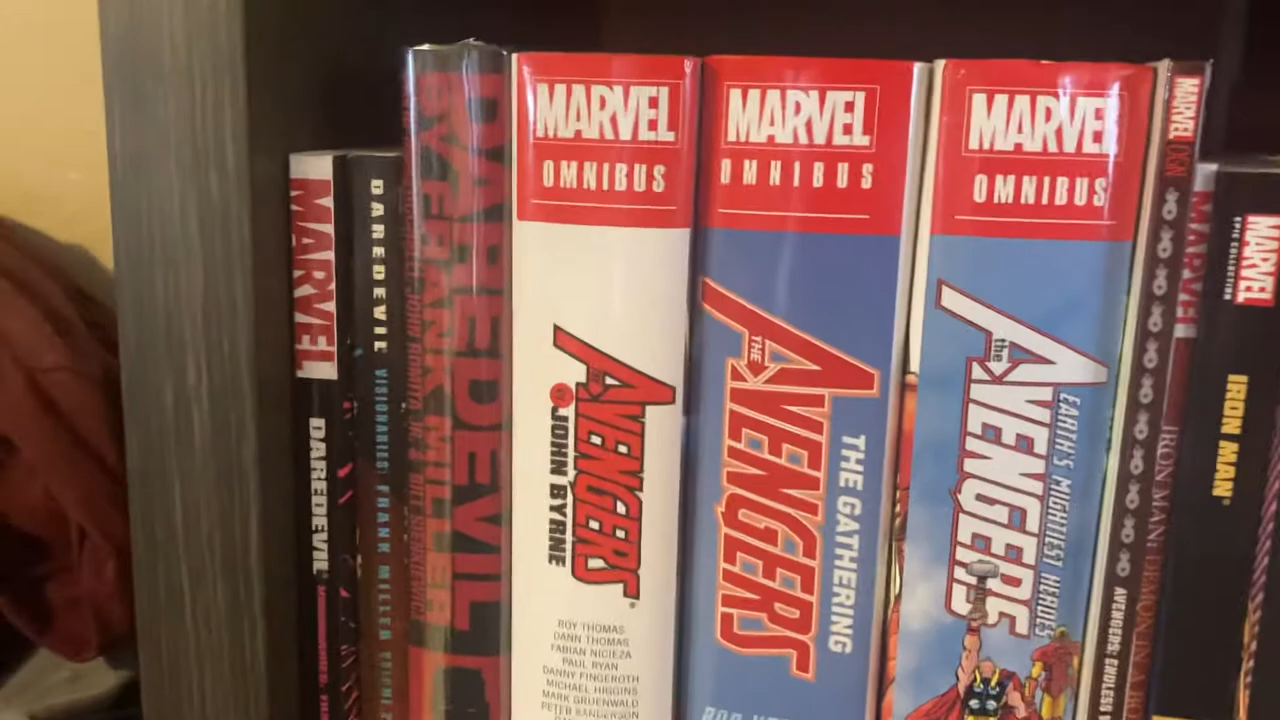 MARVEL
DAREDEVIL
DAREDEVIL VISIONARIES: FRANK MILLER VOLUME 2
DAREDEVIL
BY FRANK MILLER
MARVEL
OMNIBUS
THE AVENGERS
BY JOHN BYRNE
ROY THOMAS
DANN THOMAS
FABIAN NICIEZA
PAUL RYAN
DANNY FINGEROTH
MICHAEL HIGGINS
MARK GRUENWALD
PETER SANDERSON
MARVEL
OMNIBUS
THE AVENGERS
THE GATHERING
MARVEL
OMNIBUS
the AVENGERS
EARTH'S MIGHTIEST HEROES
MARVEL OGN
AVENGERS: ENDLESS
MARVEL
IRON MAN: DEMON IN A
MARVEL
EPIC COLLECTION
IRON MAN